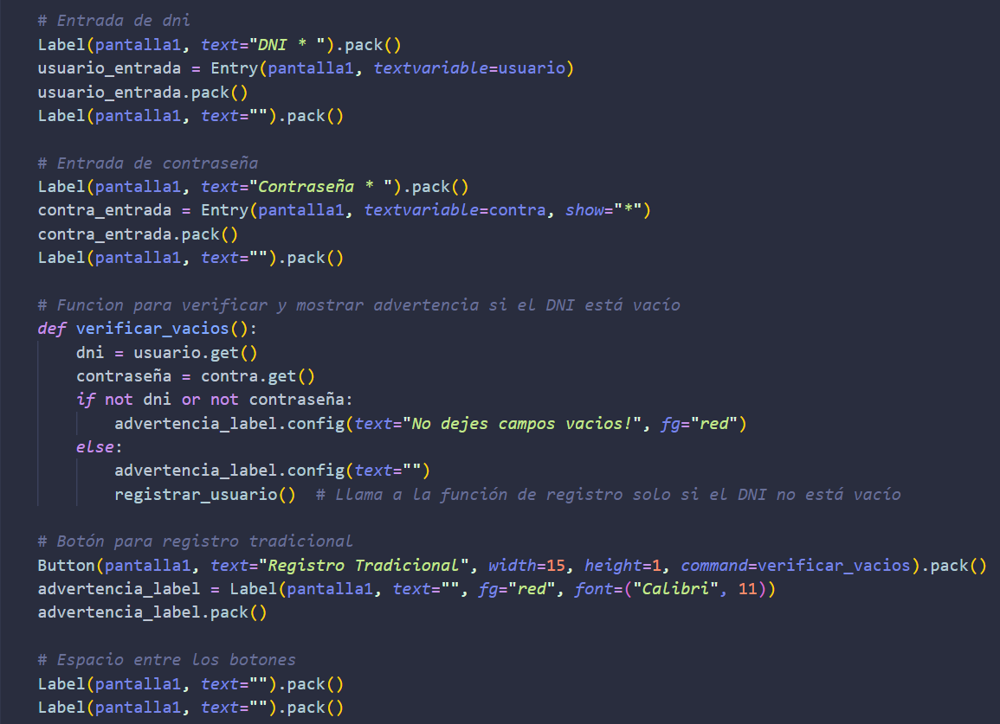 # Entrada de dni
Label(pantalla1, text="DNI * ").pack()
usuario_entrada = Entry(pantalla1, textvariable=usuario)
usuario_entrada.pack()
Label(pantalla1, text="").pack()

# Entrada de contraseña
Label(pantalla1, text="Contraseña * ").pack()
contra_entrada = Entry(pantalla1, textvariable=contra, show="*")
contra_entrada.pack()
Label(pantalla1, text="").pack()

# Funcion para verificar y mostrar advertencia si el DNI está vacío
def verificar_vacios():
    dni = usuario.get()
    contraseña = contra.get()
    if not dni or not contraseña:
        advertencia_label.config(text="No dejes campos vacios!", fg="red")
    else:
        advertencia_label.config(text="")
        registrar_usuario()  # Llama a la función de registro solo si el DNI no está vacío

# Botón para registro tradicional
Button(pantalla1, text="Registro Tradicional", width=15, height=1, command=verificar_vacios).pack()
advertencia_label = Label(pantalla1, text="", fg="red", font=("Calibri", 11))
advertencia_label.pack()

# Espacio entre los botones
Label(pantalla1, text="").pack()
Label(pantalla1, text="").pack()